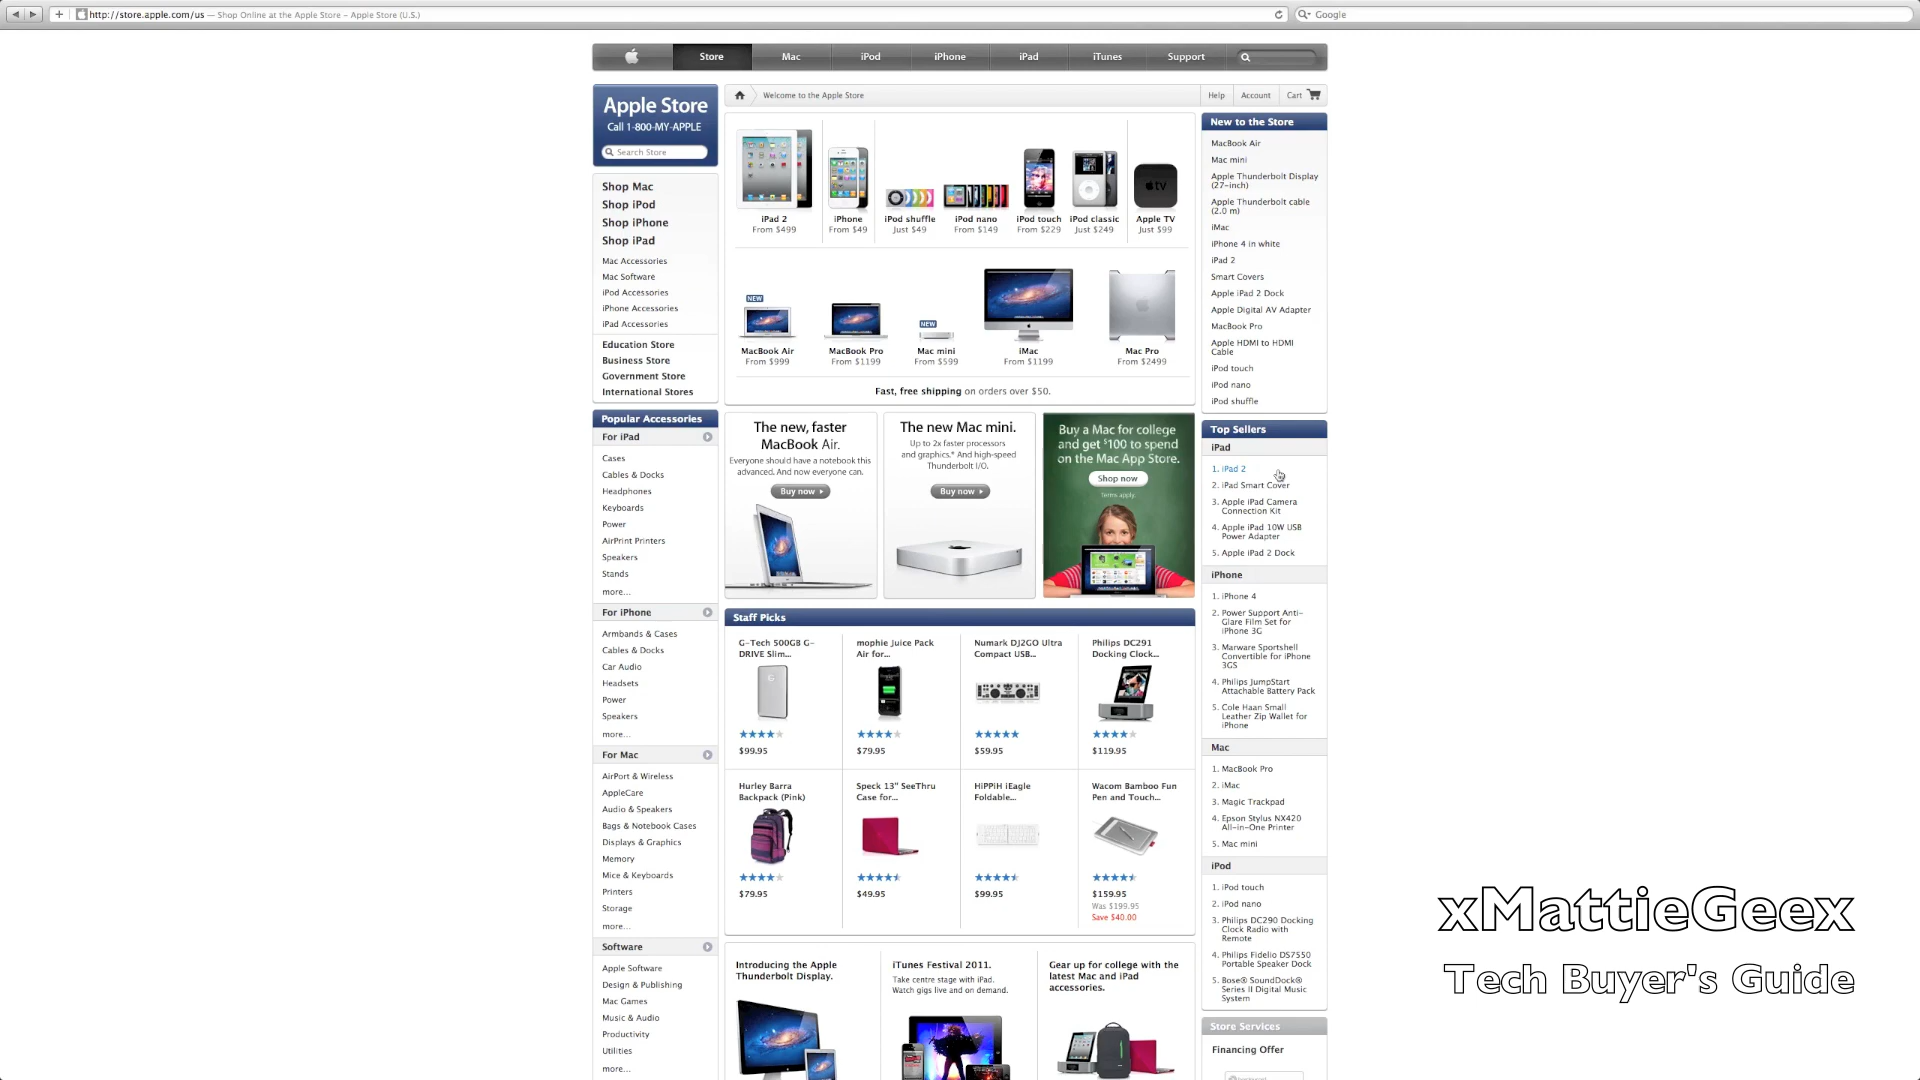 http://store.apple.com/us — Shop Online at the Apple Store – Apple Store (U.S.)
Google
Store
Mac
iPod
iPhone
iPad
iTunes
Support
Apple Store
Call 1-800-MY-APPLE
Search Store
Welcome to the Apple Store
Help
Account
Cart
Shop Mac
Shop iPod
Shop iPhone
Shop iPad
Mac Accessories
Mac Software
iPod Accessories
iPhone Accessories
iPad Accessories
Education Store
Business Store
Government Store
International Stores
Popular Accessories
For iPad
Cases
Cables & Docks
Headphones
Keyboards
Power
AirPrint Printers
Speakers
Stands
more...
For iPhone
Armbands & Cases
Cables & Docks
Car Audio
Headsets
Power
Speakers
more...
For Mac
AirPort & Wireless
AppleCare
Audio & Speakers
Bags & Notebook Cases
Displays & Graphics
Memory
Mice & Keyboards
Printers
Storage
more...
Software
Apple Software
Design & Publishing
Mac Games
Music & Audio
Productivity
Utilities
more...
iPad 2
From $499
iPhone
From $49
iPod shuffle
Just $49
iPod nano
From $149
iPod touch
From $229
iPod classic
Just $249
tv
Apple TV
Just $99
NEW
MacBook Air
From $999
MacBook Pro
From $1199
NEW
Mac mini
From $599
iMac
From $1199
Mac Pro
From $2499
Fast, free shipping on orders over $50.
The new, faster
MacBook Air.
Everyone should have a notebook this
advanced. And now everyone can.
Buy now
The new Mac mini.
Up to 2x faster processors
and graphics.* And high-speed
Thunderbolt I/O.
Buy now
Buy a Mac for college
and get $100 to spend
on the Mac App Store.
Shop now
Terms apply.
Staff Picks
G-Tech 500GB G-
DRIVE Slim...
$99.95
mophie Juice Pack
Air for...
$79.95
Numark DJ2GO Ultra
Compact USB...
$59.95
Philips DC291
Docking Clock...
$119.95
Hurley Barra
Backpack (Pink)
$79.95
Speck 13" SeeThru
Case for...
$49.95
HiPPiH iEagle
Foldable...
$99.95
Wacom Bamboo Fun
Pen and Touch...
$159.95
Was $199.95
Save $40.00
Introducing the Apple
Thunderbolt Display.
iTunes Festival 2011.
Take centre stage with iPad.
Watch gigs live and on demand.
Gear up for college with the
latest Mac and iPad
accessories.
New to the Store
MacBook Air
Mac mini
Apple Thunderbolt Display
(27-inch)
Apple Thunderbolt cable
(2.0 m)
iMac
iPhone 4 in white
iPad 2
Smart Covers
Apple iPad 2 Dock
Apple Digital AV Adapter
MacBook Pro
Apple HDMI to HDMI
Cable
iPod touch
iPod nano
iPod shuffle
Top Sellers
iPad
1. iPad 2
2. iPad Smart Cover
3. Apple iPad Camera
Connection Kit
4. Apple iPad 10W USB
Power Adapter
5. Apple iPad 2 Dock
iPhone
1. iPhone 4
2. Power Support Anti-
Glare Film Set for
iPhone 3G
3. Marware Sportshell
Convertible for iPhone
3GS
4. Philips JumpStart
Attachable Battery Pack
5. Cole Haan Small
Leather Zip Wallet for
iPhone
Mac
1. MacBook Pro
2. iMac
3. Magic Trackpad
4. Epson Stylus NX420
All-in-One Printer
5. Mac mini
iPod
1. iPod touch
2. iPod nano
3. Philips DC290 Docking
Clock Radio with
Remote
4. Philips Fidelio DS7550
Portable Speaker Dock
5. Bose® SoundDock®
Series II Digital Music
System
Store Services
Financing Offer
xMattieGeex
Tech Buyer's Guide